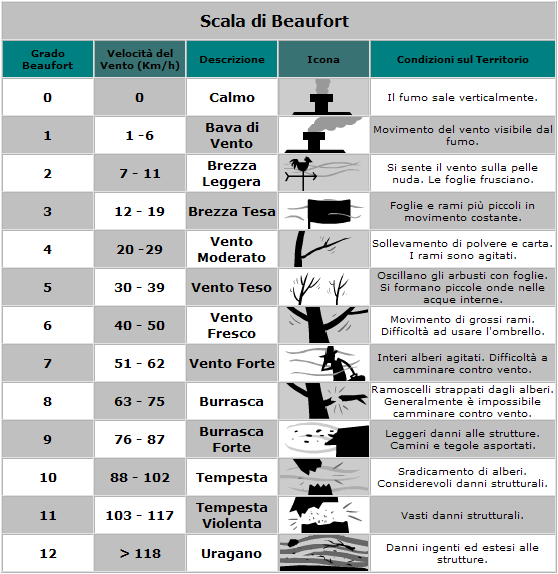 Scala di Beaufort
Grado
Beaufort
Velocità del
Vento (Km/h)
Descrizione
Icona
Condizioni sul Territorio
0
0
Calmo
Il fumo sale verticalmente.
1
1 -6
Bava di
Vento
Movimento del vento visibile dal
fumo.
2
7 - 11
Brezza
Leggera
Si sente il vento sulla pelle
nuda. Le foglie frusciano.
3
12 - 19
Brezza Tesa
Foglie e rami più piccoli in
movimento costante.
4
20 -29
Vento
Moderato
Sollevamento di polvere e carta.
I rami sono agitati.
5
30 - 39
Vento Teso
Oscillano gli arbusti con foglie.
Si formano piccole onde nelle
acque interne.
6
40 - 50
Vento
Fresco
Movimento di grossi rami.
Difficoltà ad usare l'ombrello.
7
51 - 62
Vento Forte
Interi alberi agitati. Difficoltà a
camminare contro vento.
8
63 - 75
Burrasca
Ramoscelli strappati dagli alberi.
Generalmente è impossibile
camminare contro vento.
9
76 - 87
Burrasca
Forte
Leggeri danni alle strutture.
Camini e tegole asportati.
10
88 - 102
Tempesta
Sradicamento di alberi.
Considerevoli danni strutturali.
11
103 - 117
Tempesta
Violenta
Vasti danni strutturali.
12
> 118
Uragano
Danni ingenti ed estesi alle
strutture.